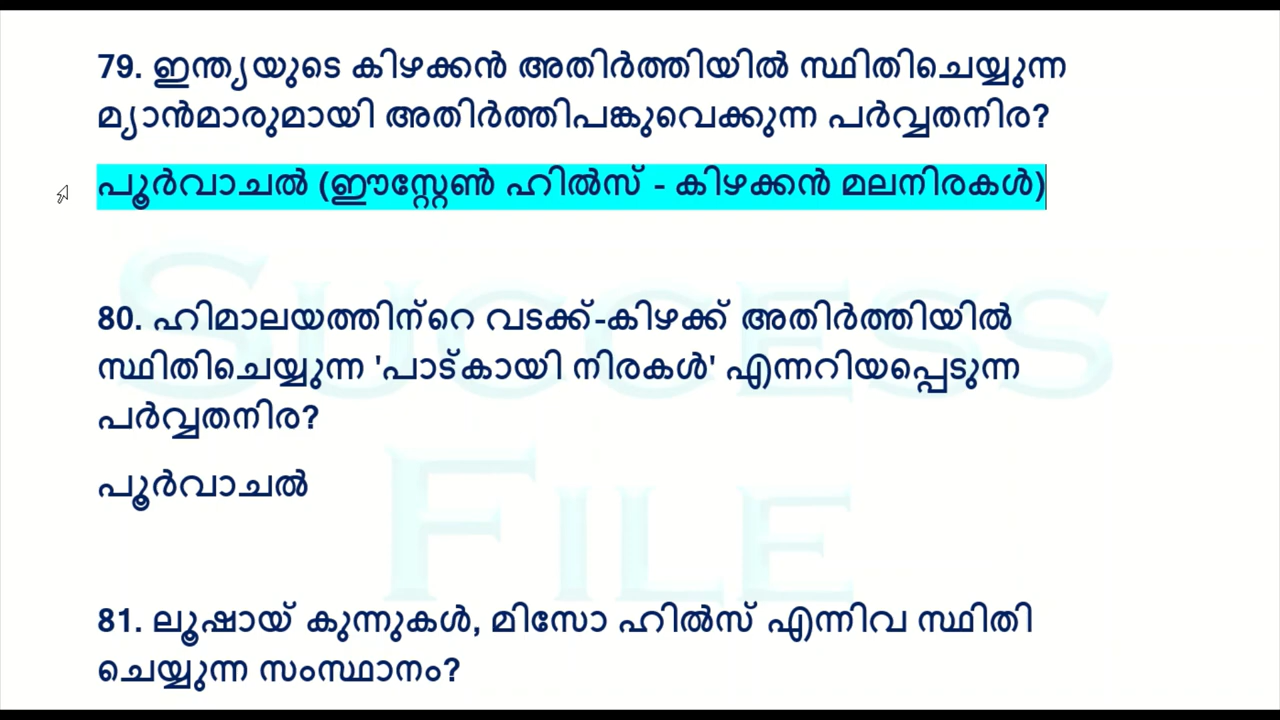 79. ഇന്ത്യയുടെ കിഴക്കൻ അതിർത്തിയിൽ സ്ഥിതിചെയ്യുന്ന
മ്യാൻമാരുമായി അതിർത്തിപങ്കുവെക്കുന്ന പർവ്വതനിര?
പൂർവാചൽ (ഈസ്റ്റേൺ ഹിൽസ് - കിഴക്കൻ മലനിരകൾ)
80. ഹിമാലയത്തിന്റെ വടക്ക്-കിഴക്ക് അതിർത്തിയിൽ
സ്ഥിതിചെയ്യുന്ന 'പാട്കായി നിരകൾ' എന്നറിയപ്പെടുന്ന
പർവ്വതനിര?
പൂർവാചൽ
81. ലൂഷായ് കുന്നുകൾ, മിസോ ഹിൽസ് എന്നിവ സ്ഥിതി
ചെയ്യുന്ന സംസ്ഥാനം?
SUCCESS
FILE